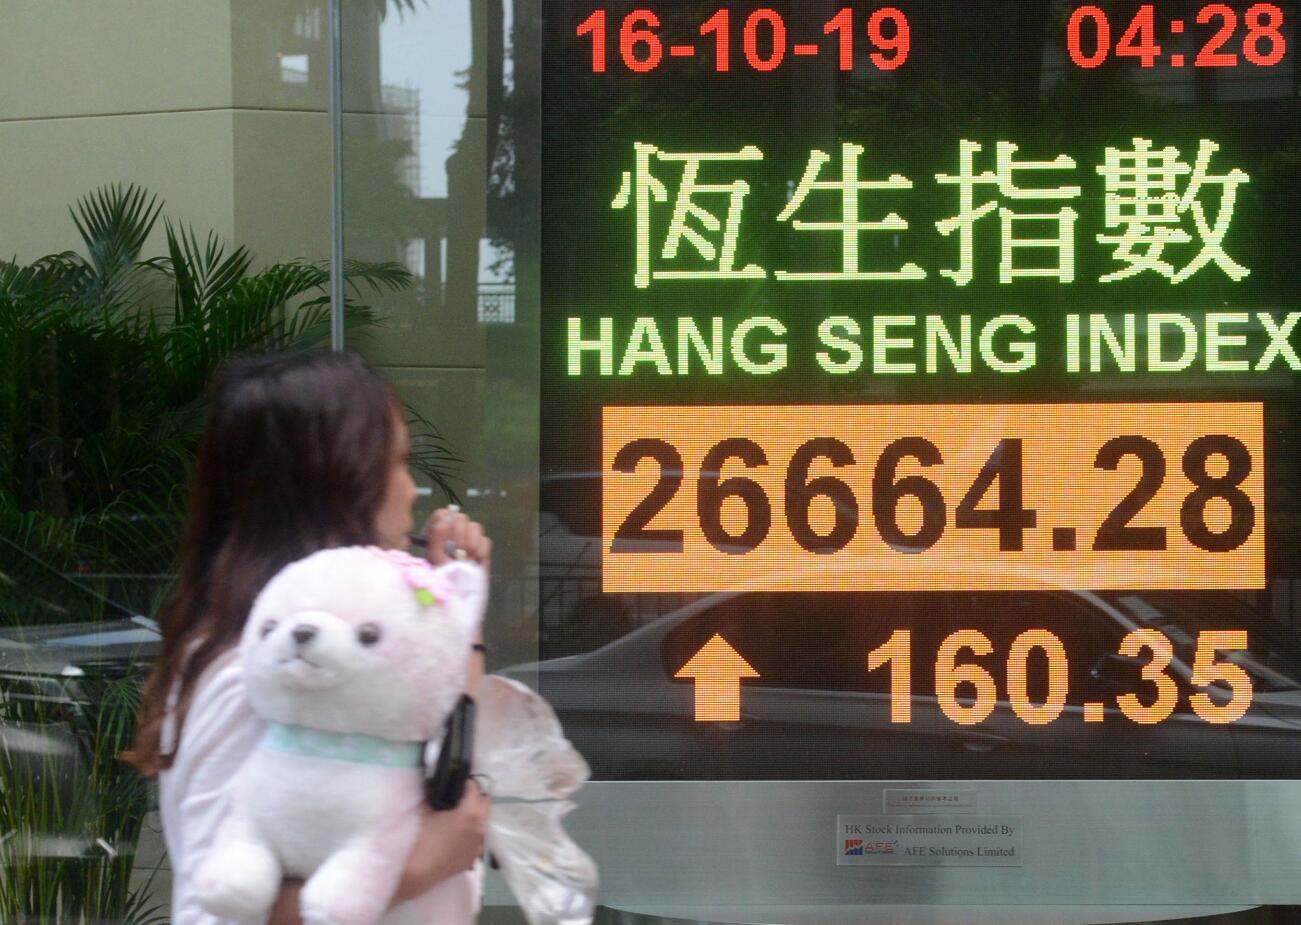 16-10-19 04:28
恆生指數
HANG SENG INDEX
26664.28
160.35
HK Stock Information Provided By
AFE AFE Solutions Limited